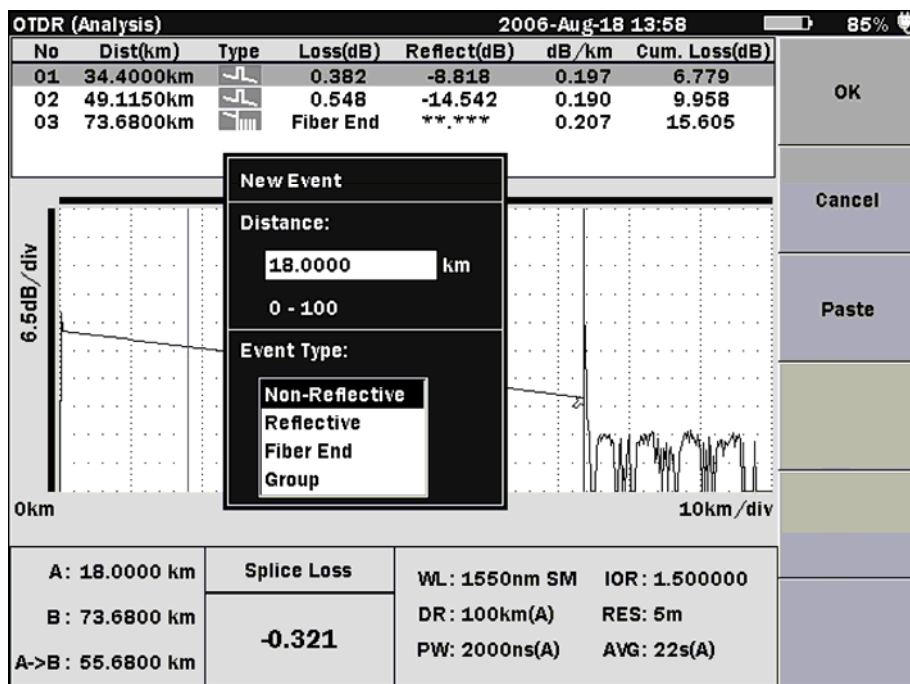 OTDR (Analysis) 2006-Aug-18 13:58 85%
No Dist(km) Type Loss(dB) Reflect(dB) dB/km Cum. Loss(dB)
01 34.4000km 0.382 -8.818 0.197 6.779
02 49.1150km 0.548 -14.542 0.190 9.958
03 73.6800km Fiber End **.*** 0.207 15.605
OK
Cancel
Paste
New Event
Distance:
18.0000 km
0 - 100
Event Type:
Non-Reflective
Reflective
Fiber End
Group
6.5dB/div
0km 10km/div
A: 18.0000 km
B: 73.6800 km
A->B: 55.6800 km
Splice Loss
-0.321
WL: 1550nm SM IOR: 1.500000
DR: 100km(A) RES: 5m
PW: 2000ns(A) AVG: 22s(A)